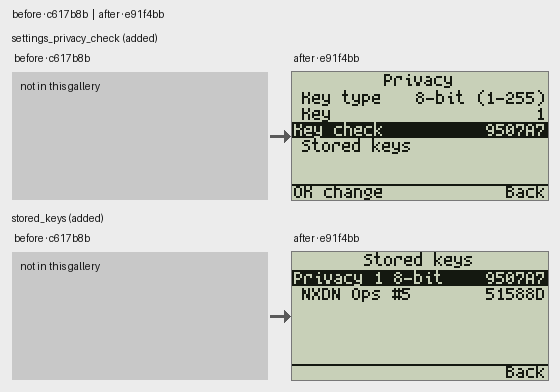 before · c617b8b | after · e91f4bb
settings_privacy_check (added)
before · c617b8b
after · e91f4bb
not in this gallery
Privacy
Key type 8-bit (1-255)
Key 1
Key check 9507A7
Stored keys
OK change Back
stored_keys (added)
before · c617b8b
after · e91f4bb
not in this gallery
Stored keys
Privacy 1 8-bit 9507A7
NXDN Ops #5 51588D
Back